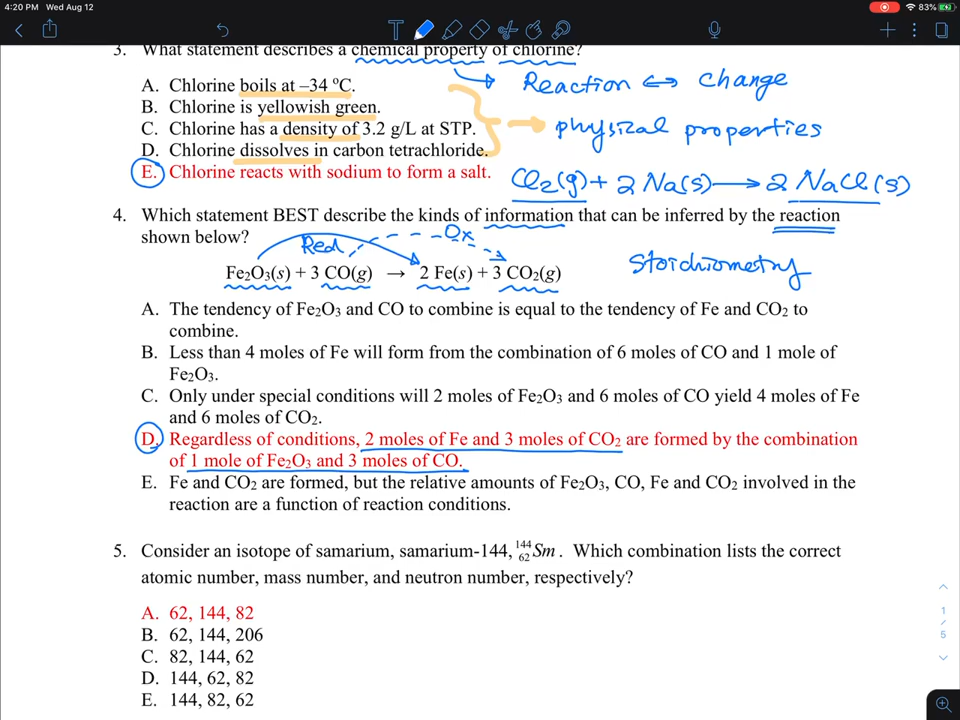 4:20 PM Wed Aug 12
83%
3. What statement describes a chemical property of chlorine?
Reaction ↔ change
A. Chlorine boils at –34 ºC.
B. Chlorine is yellowish green.
C. Chlorine has a density of 3.2 g/L at STP.
physical properties
D. Chlorine dissolves in carbon tetrachloride.
E. Chlorine reacts with sodium to form a salt.
Cl₂(g) + 2 Na(s) → 2 NaCl(s)
4. Which statement BEST describe the kinds of information that can be inferred by the reaction
shown below?
Red
Ox
Fe₂O₃(s) + 3 CO(g) → 2 Fe(s) + 3 CO₂(g)
Stoichiometry
A. The tendency of Fe₂O₃ and CO to combine is equal to the tendency of Fe and CO₂ to
combine.
B. Less than 4 moles of Fe will form from the combination of 6 moles of CO and 1 mole of
Fe₂O₃.
C. Only under special conditions will 2 moles of Fe₂O₃ and 6 moles of CO yield 4 moles of Fe
and 6 moles of CO₂.
D. Regardless of conditions, 2 moles of Fe and 3 moles of CO₂ are formed by the combination
of 1 mole of Fe₂O₃ and 3 moles of CO.
E. Fe and CO₂ are formed, but the relative amounts of Fe₂O₃, CO, Fe and CO₂ involved in the
reaction are a function of reaction conditions.
5. Consider an isotope of samarium, samarium-144, ¹⁴⁴₆₂Sm. Which combination lists the correct
atomic number, mass number, and neutron number, respectively?
A. 62, 144, 82
B. 62, 144, 206
C. 82, 144, 62
D. 144, 62, 82
E. 144, 82, 62
1
/
5